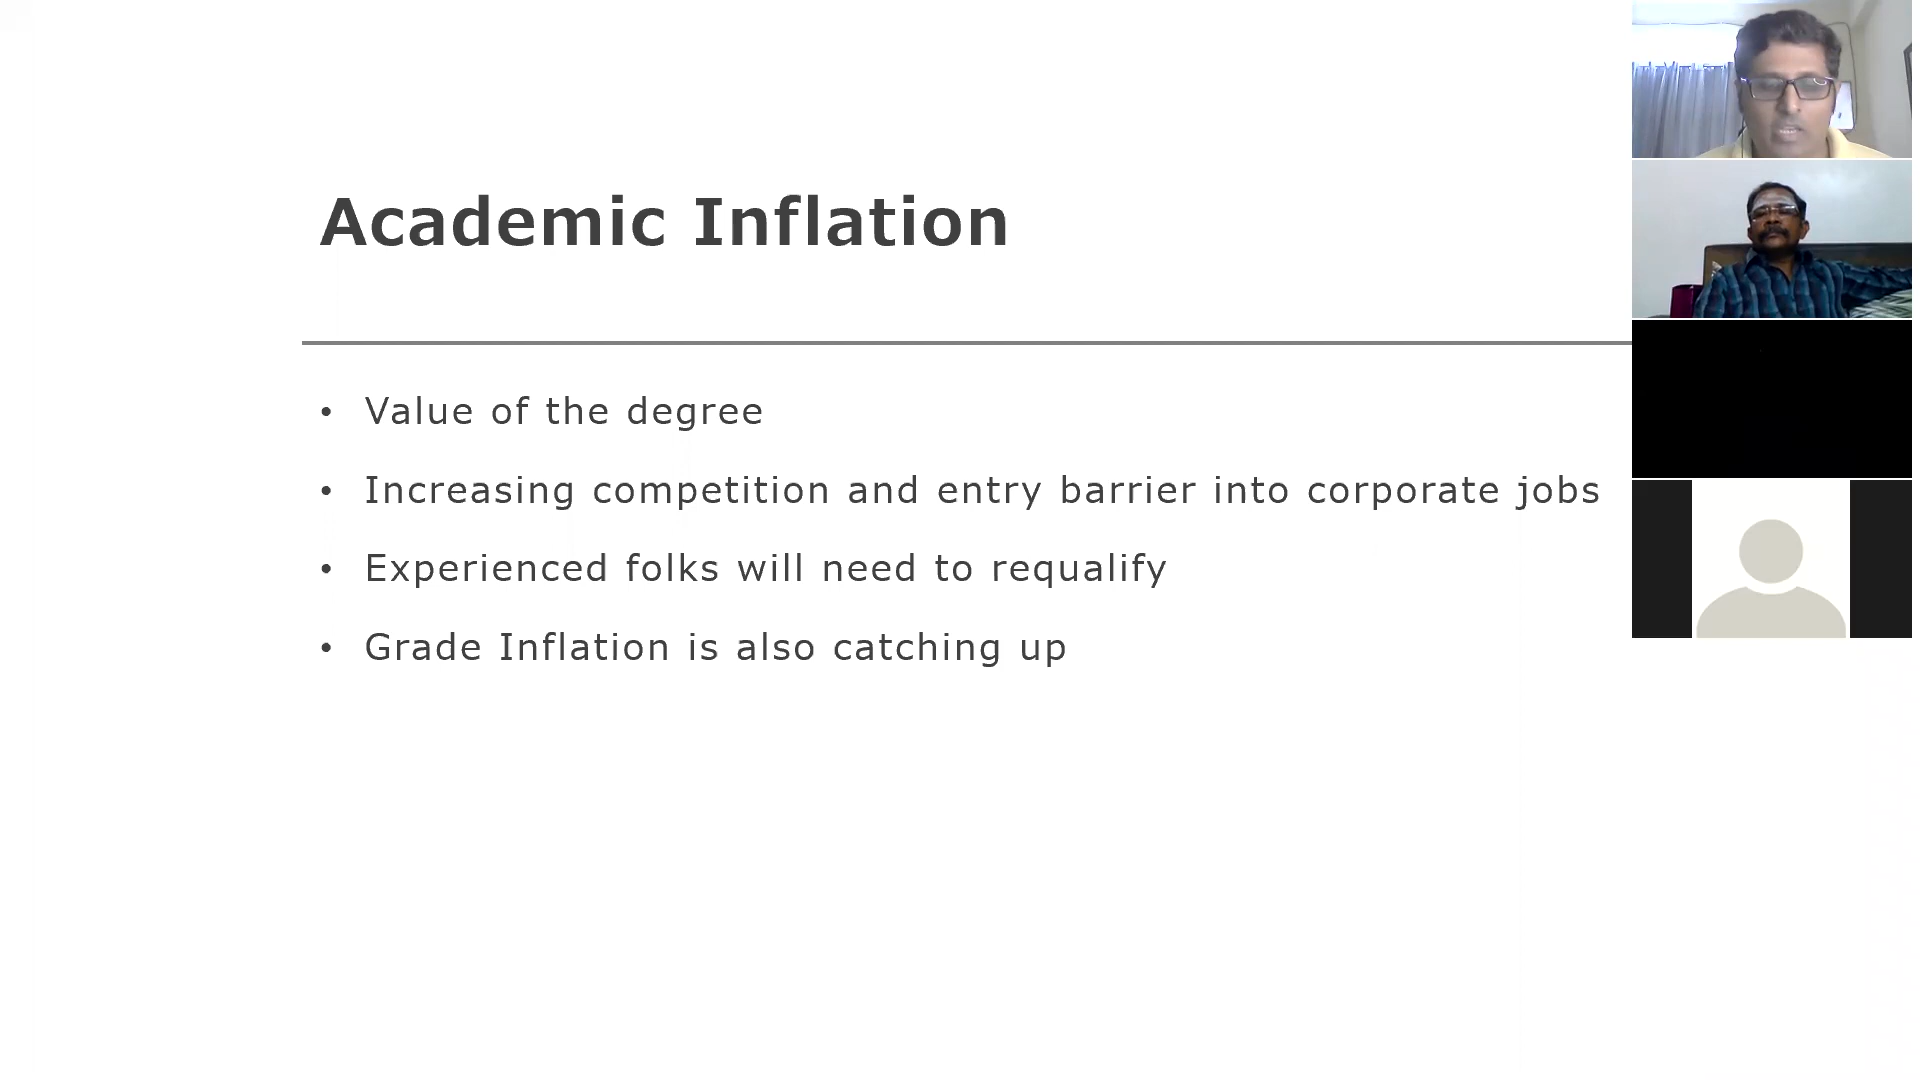 Academic Inflation
• Value of the degree
• Increasing competition and entry barrier into corporate jobs
• Experienced folks will need to requalify
• Grade Inflation is also catching up